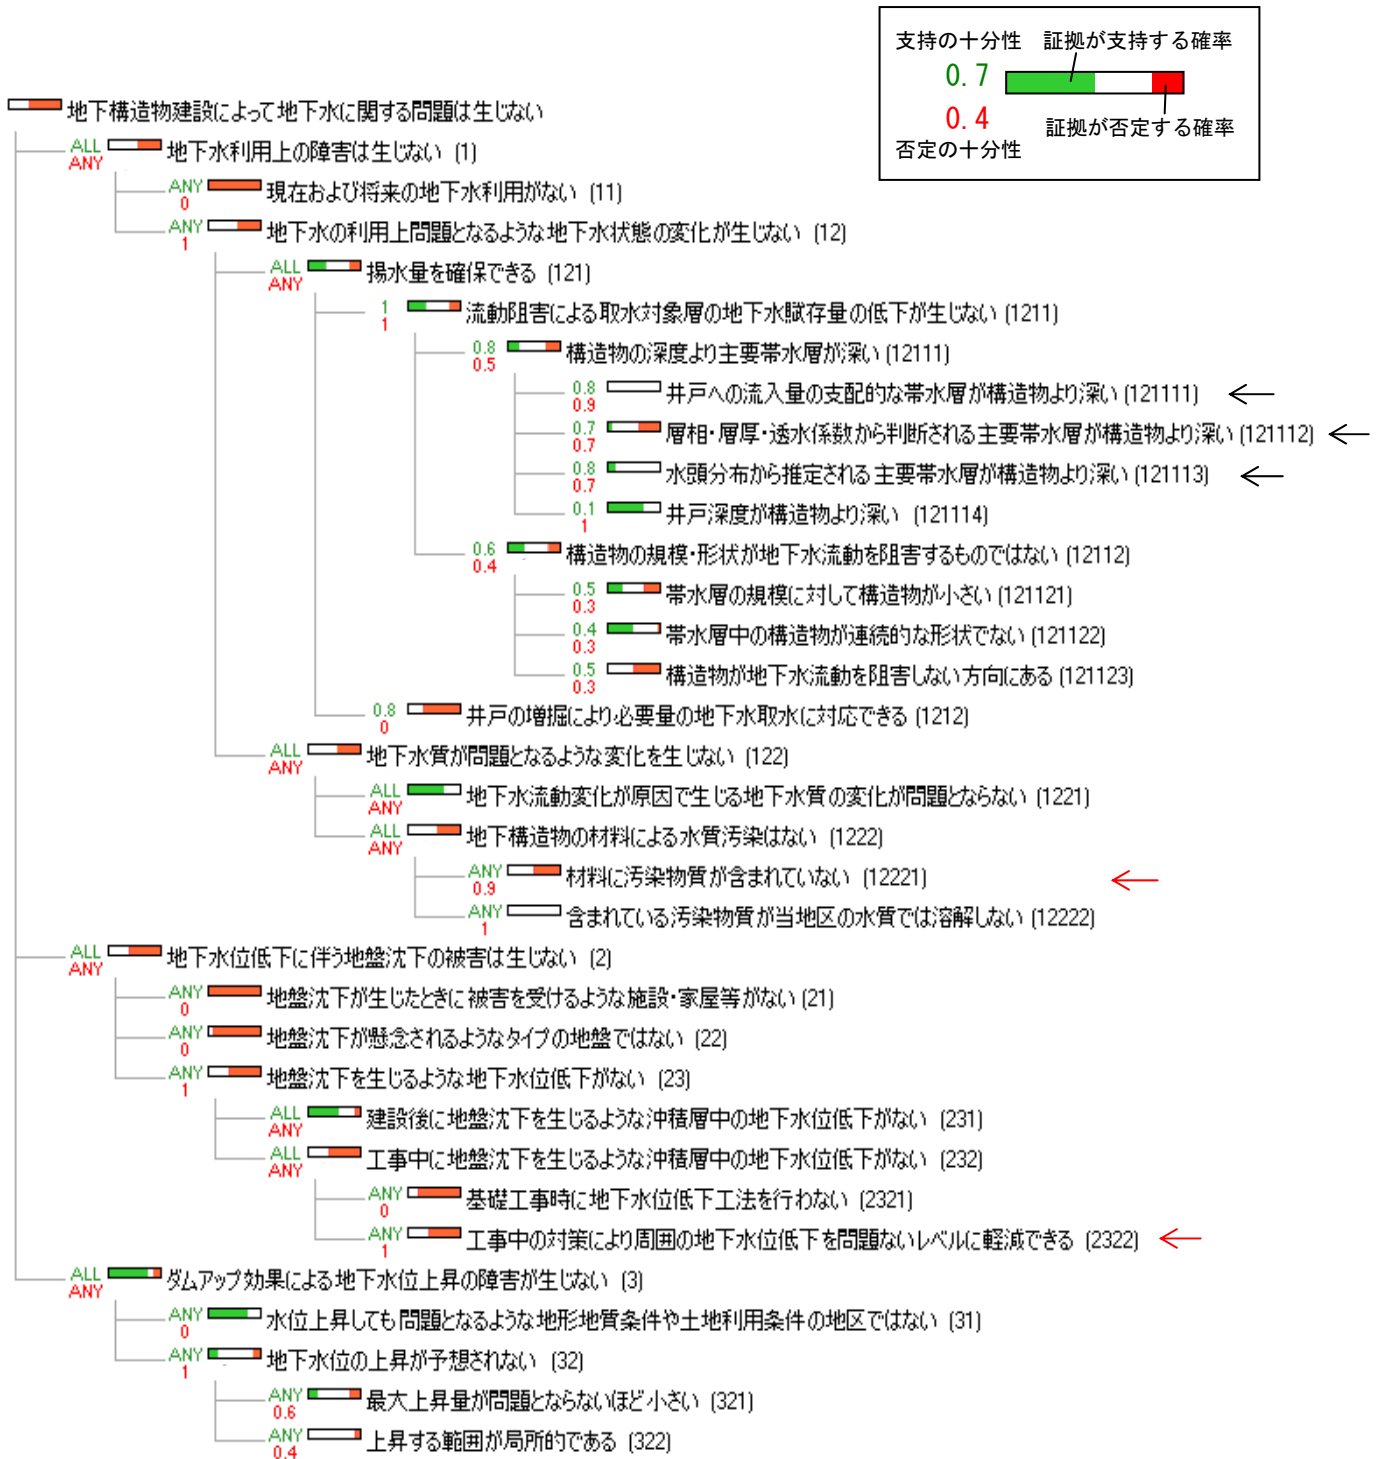 支持の十分性 証拠が支持する確率
0.7
0.4
否定の十分性 証拠が否定する確率
地下構造物建設によって地下水に関する問題は生じない
ALL ANY 地下水利用上の障害は生じない (1)
ANY 0 現在および将来の地下水利用がない (11)
ANY 1 地下水の利用上問題となるような地下水状態の変化が生じない (12)
ALL ANY 揚水量を確保できる (121)
1 1 流動阻害による取水対象層の地下水賦存量の低下が生じない (1211)
0.8 0.5 構造物の深度より主要帯水層が深い (12111)
0.8 0.9 井戸への流入量の支配的な帯水層が構造物より深い (121111)
0.7 0.7 層相・層厚・透水係数から判断される主要帯水層が構造物より深い (121112)
0.8 0.7 水頭分布から推定される主要帯水層が構造物より深い (121113)
0.1 1 井戸深度が構造物より深い (121114)
0.6 0.4 構造物の規模・形状が地下水流動を阻害するものではない (12112)
0.5 0.3 帯水層の規模に対して構造物が小さい (121121)
0.4 0.3 帯水層中の構造物が連続的な形状でない (121122)
0.5 0.3 構造物が地下水流動を阻害しない方向にある (121123)
0.8 0 井戸の増掘により必要量の地下水取水に対応できる (1212)
ALL ANY 地下水質が問題となるような変化を生じない (122)
ALL ANY 地下水流動変化が原因で生じる地下水質の変化が問題とならない (1221)
ALL ANY 地下構造物の材料による水質汚染はない (1222)
ANY 0.9 材料に汚染物質が含まれていない (12221)
ANY 1 含まれている汚染物質が当地区の水質では溶解しない (12222)
ALL ANY 地下水位低下に伴う地盤沈下の被害は生じない (2)
ANY 0 地盤沈下が生じたときに被害を受けるような施設・家屋等がない (21)
ANY 0 地盤沈下が懸念されるようなタイプの地盤ではない (22)
ANY 1 地盤沈下を生じるような地下水位低下がない (23)
ALL ANY 建設後に地盤沈下を生じるような沖積層中の地下水位低下がない (231)
ALL ANY 工事中に地盤沈下を生じるような沖積層中の地下水位低下がない (232)
ANY 0 基礎工事時に地下水位低下工法を行わない (2321)
ANY 1 工事中の対策により周囲の地下水位低下を問題ないレベルに軽減できる (2322)
ALL ANY ダムアップ効果による地下水位上昇の障害が生じない (3)
ANY 0 水位上昇しても問題となるような地形地質条件や土地利用条件の地区ではない (31)
ANY 1 地下水位の上昇が予想されない (32)
ANY 0.6 最大上昇量が問題とならないほど小さい (321)
ANY 0.4 上昇する範囲が局所的である (322)